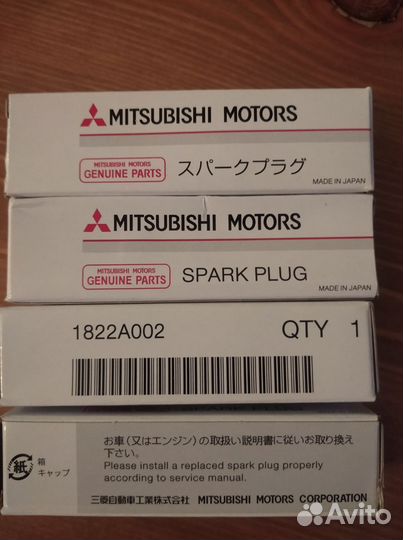 MITSUBISHI MOTORS
MITSUBISHI MOTORS
GENUINE PARTS
スパークプラグ
MADE IN JAPAN
MITSUBISHI MOTORS
MITSUBISHI MOTORS
GENUINE PARTS
SPARK PLUG
MADE IN JAPAN
1822A002 QTY 1
SPARK PLUG
お車（又はエンジン）の取扱い説明書に従いお取り換え
下さい。
Please install a replaced spark plug properly
according to service manual.
紙
箱
キャップ
三菱自動車工業株式会社 MITSUBISHI MOTORS CORPORATION
Avito